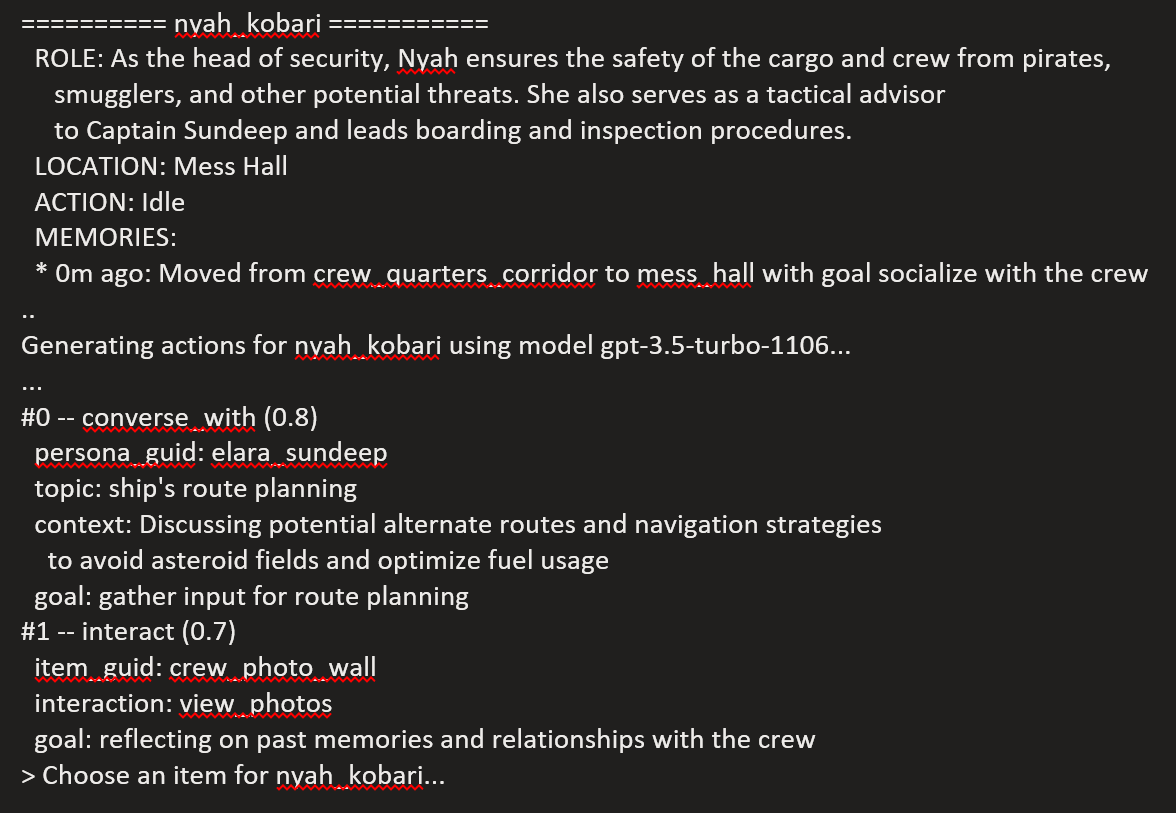 ========== nyah_kobari ===========
ROLE: As the head of security, Nyah ensures the safety of the cargo and crew from pirates,
smugglers, and other potential threats. She also serves as a tactical advisor
to Captain Sundeep and leads boarding and inspection procedures.
LOCATION: Mess Hall
ACTION: Idle
MEMORIES:
* 0m ago: Moved from crew_quarters_corridor to mess_hall with goal socialize with the crew
..
Generating actions for nyah_kobari using model gpt-3.5-turbo-1106...
...
#0 -- converse_with (0.8)
persona_guid: elara_sundeep
topic: ship's route planning
context: Discussing potential alternate routes and navigation strategies
to avoid asteroid fields and optimize fuel usage
goal: gather input for route planning
#1 -- interact (0.7)
item_guid: crew_photo_wall
interaction: view_photos
goal: reflecting on past memories and relationships with the crew
> Choose an item for nyah_kobari...